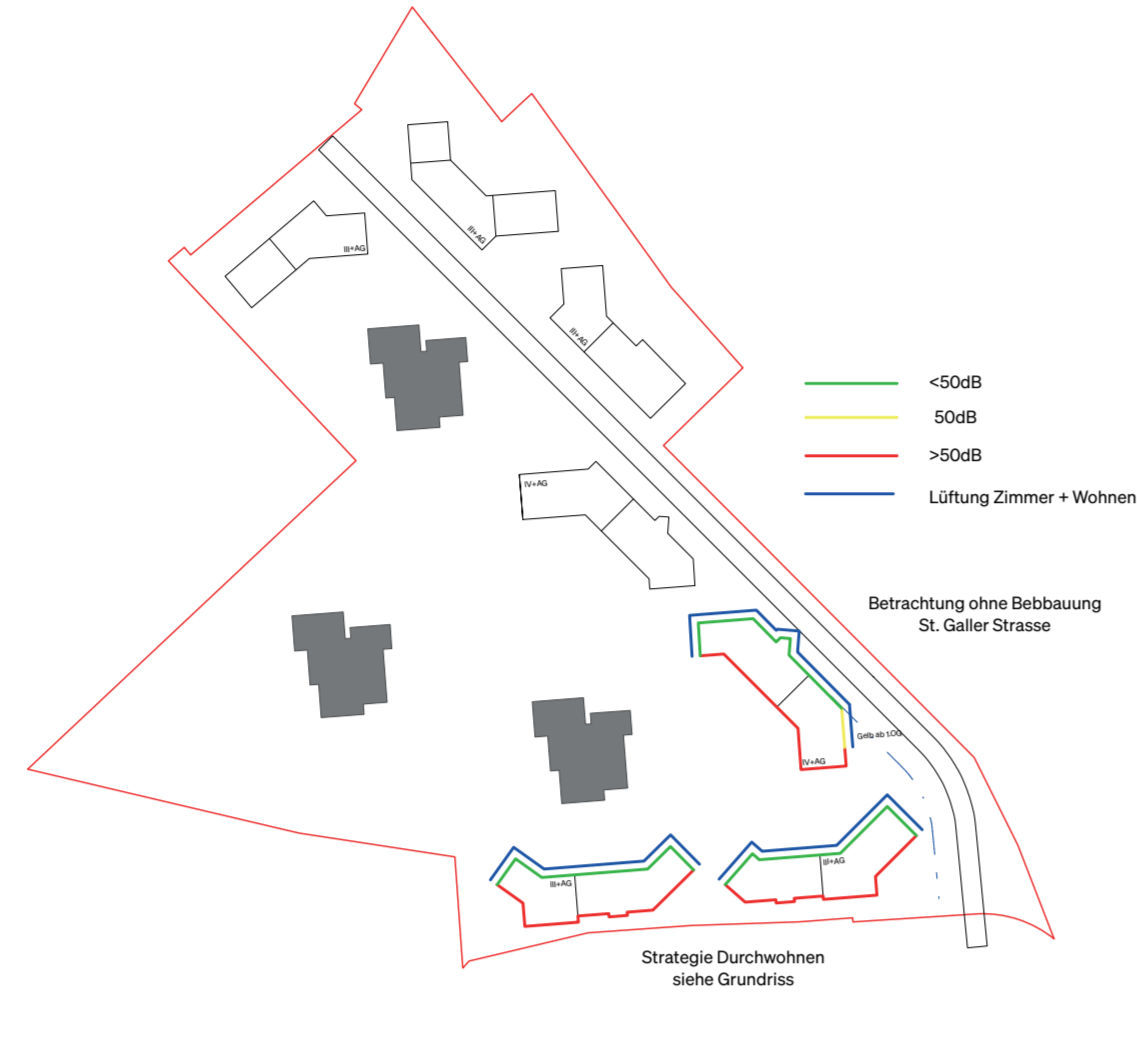 III+AG
III+AG
III+AG
<50dB
50dB
>50dB
IV+AG
Lüftung Zimmer + Wohnen
Betrachtung ohne Bebbauung
St. Galler Strasse
Gelb ab 1.OG
IV+AG
III+AG
III+AG
Strategie Durchwohnen
siehe Grundriss